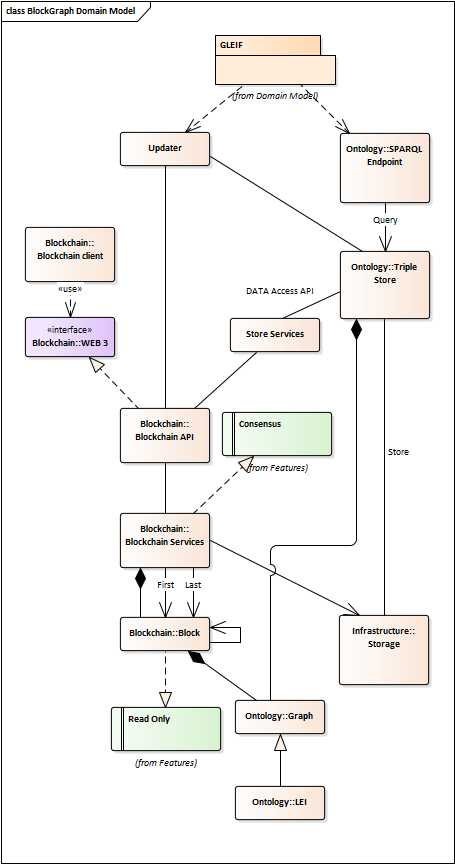 class BlockGraph Domain Model
GLEIF
(from Domain Model)
Updater
Ontology::SPARQL
Endpoint
Query
Blockchain::
Blockchain client
«use»
Ontology::Triple
Store
DATA Access API
«interface»
Blockchain::WEB 3
Store Services
Blockchain::
Blockchain API
Consensus
(from Features)
Store
Blockchain::
Blockchain Services
First
Last
Blockchain::Block
Infrastructure::
Storage
Read Only
(from Features)
Ontology::Graph
Ontology::LEI